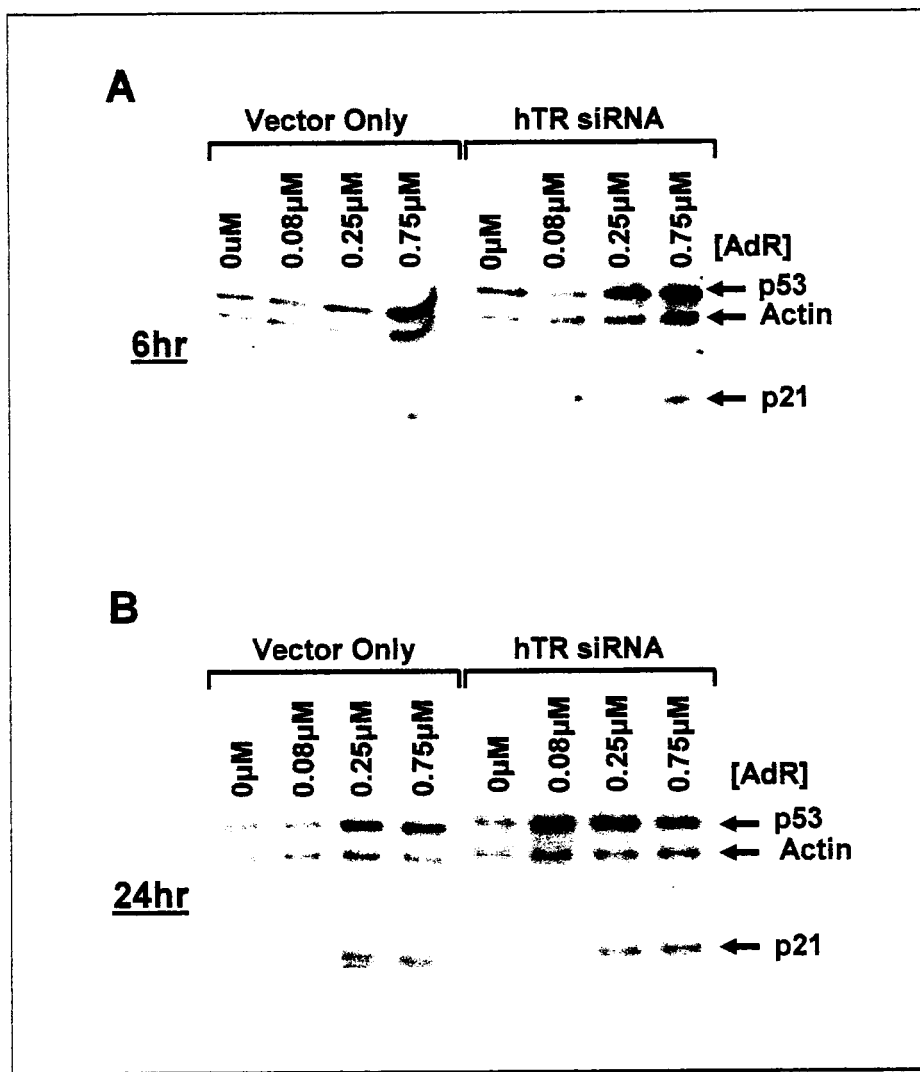 A
Vector Only hTR siRNA
0uM 0.08µM 0.25µM 0.75µM 0µM 0.08µM 0.25µM 0.75µM [AdR]
p53
Actin
6hr
p21
B
Vector Only hTR siRNA
0µM 0.08µM 0.25µM 0.75µM 0µM 0.08µM 0.25µM 0.75µM [AdR]
p53
Actin
24hr
p21